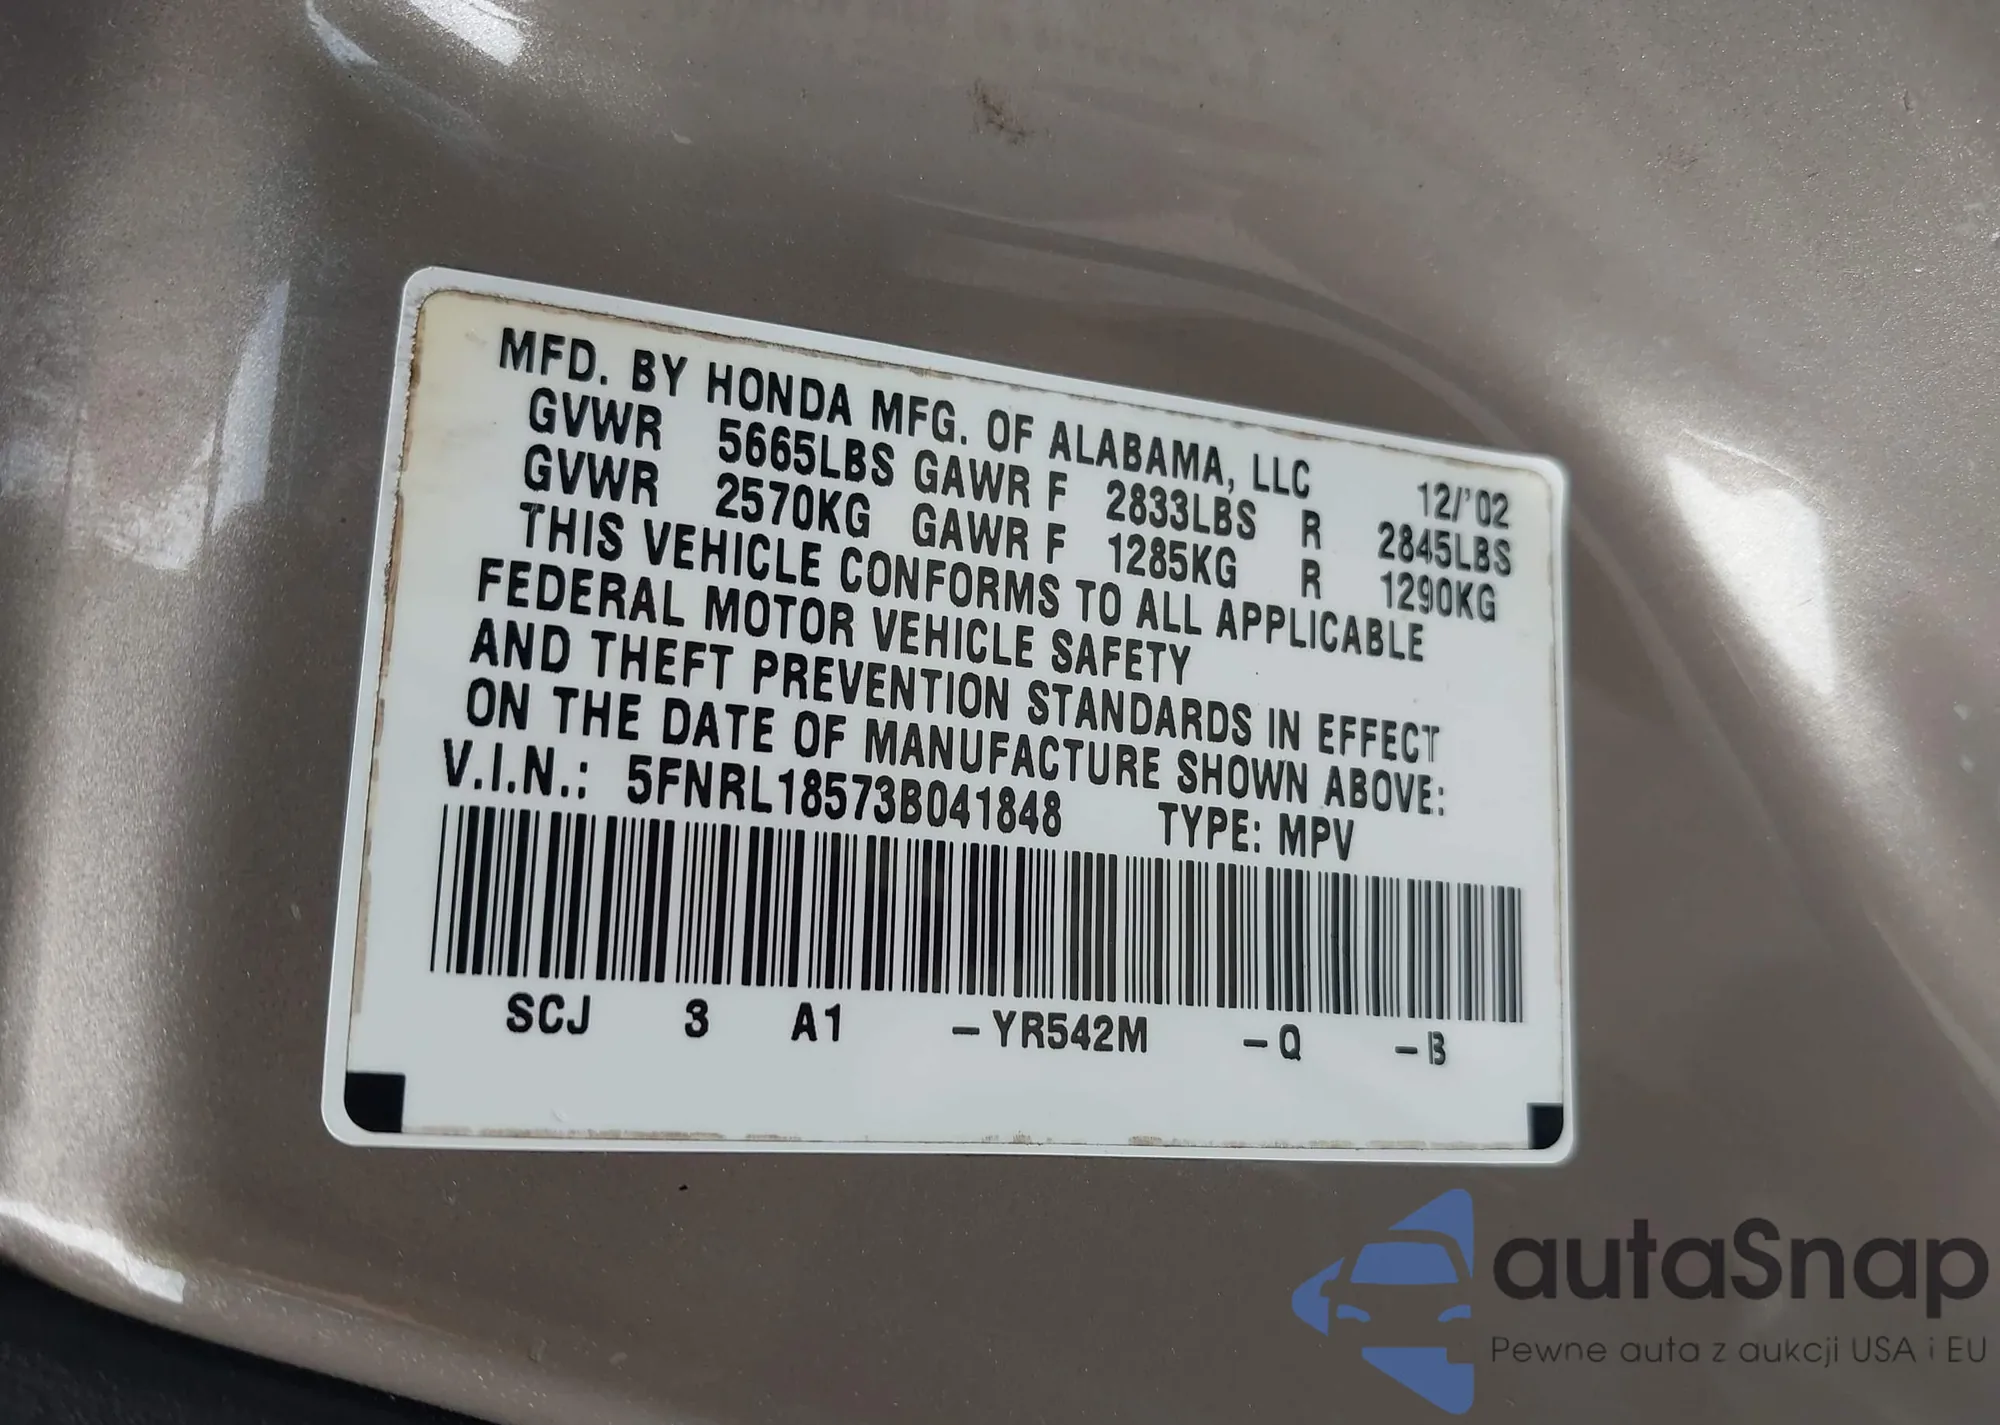 MFD. BY HONDA MFG. OF ALABAMA, LLC 12/'02
GVWR 5665LBS GAWR F 2833LBS R 2845LBS
GVWR 2570KG GAWR F 1285KG R 1290KG
THIS VEHICLE CONFORMS TO ALL APPLICABLE
FEDERAL MOTOR VEHICLE SAFETY
AND THEFT PREVENTION STANDARDS IN EFFECT
ON THE DATE OF MANUFACTURE SHOWN ABOVE:
V.I.N.: 5FNRL18573B041848 TYPE: MPV
SCJ 3 A1 –YR542M –Q –B
autaSnap
Pewne auta z aukcji USA i EU